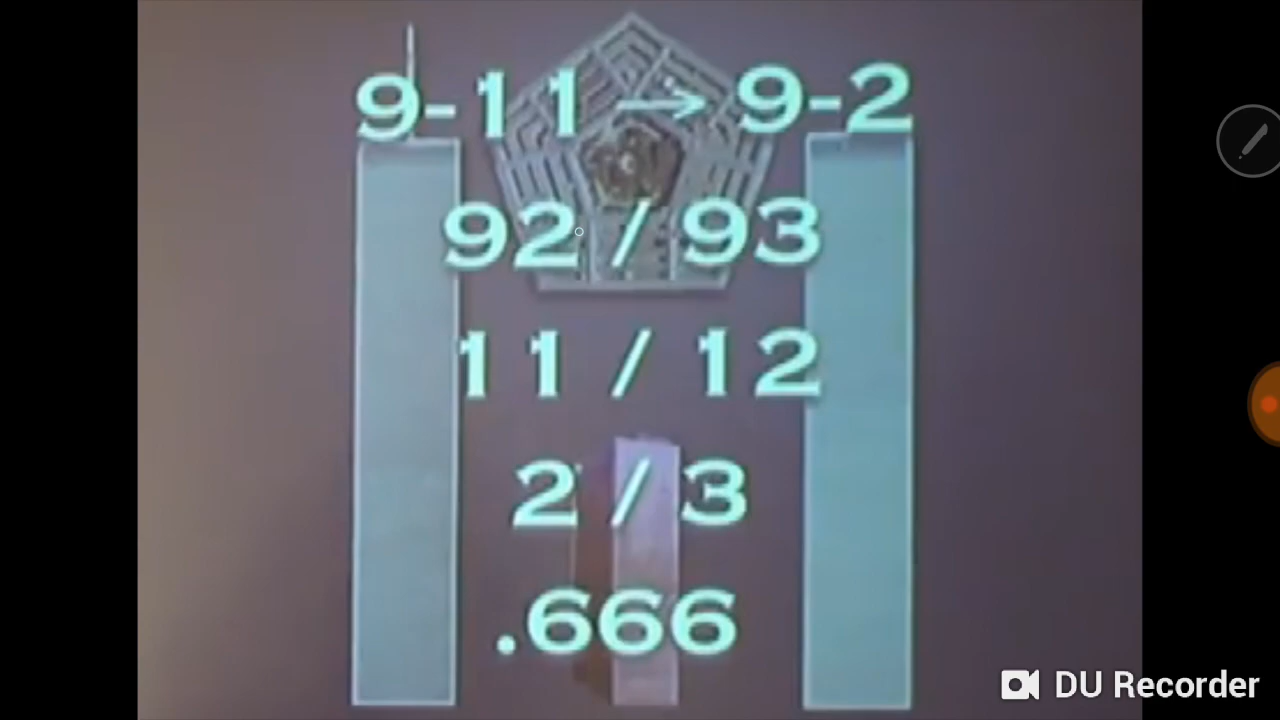 9-11 → 9-2
92 / 93
11 / 12
2 / 3
.666
DU Recorder